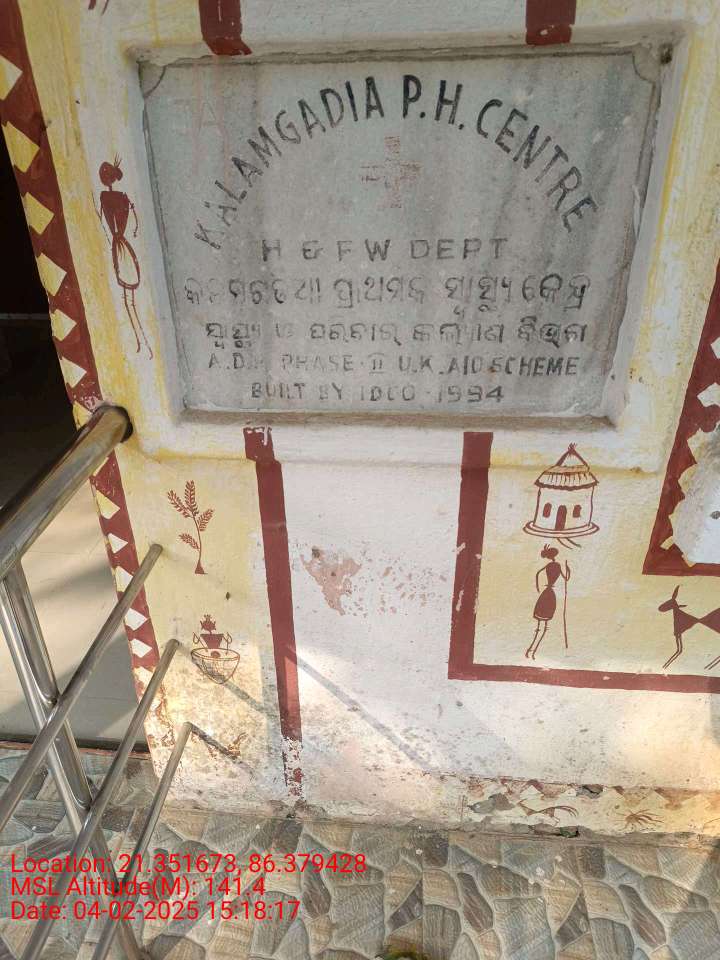 KALAMGADIA P.H. CENTRE
H & F W DEPT
କଳମଗଡିଆ ପ୍ରାଥମିକ ସ୍ୱାସ୍ଥ୍ୟ କେନ୍ଦ୍ର
ସ୍ୱାସ୍ଥ୍ୟ ଓ ପରିବାର କଲ୍ୟାଣ ବିଭାଗ
A.D.P. PHASE-II U.K. AID SCHEME
BUILT BY IDCO-1994
Location: 21.351673, 86.379428
MSL Altitude(M): 141.4
Date: 04-02-2025 15:18:17